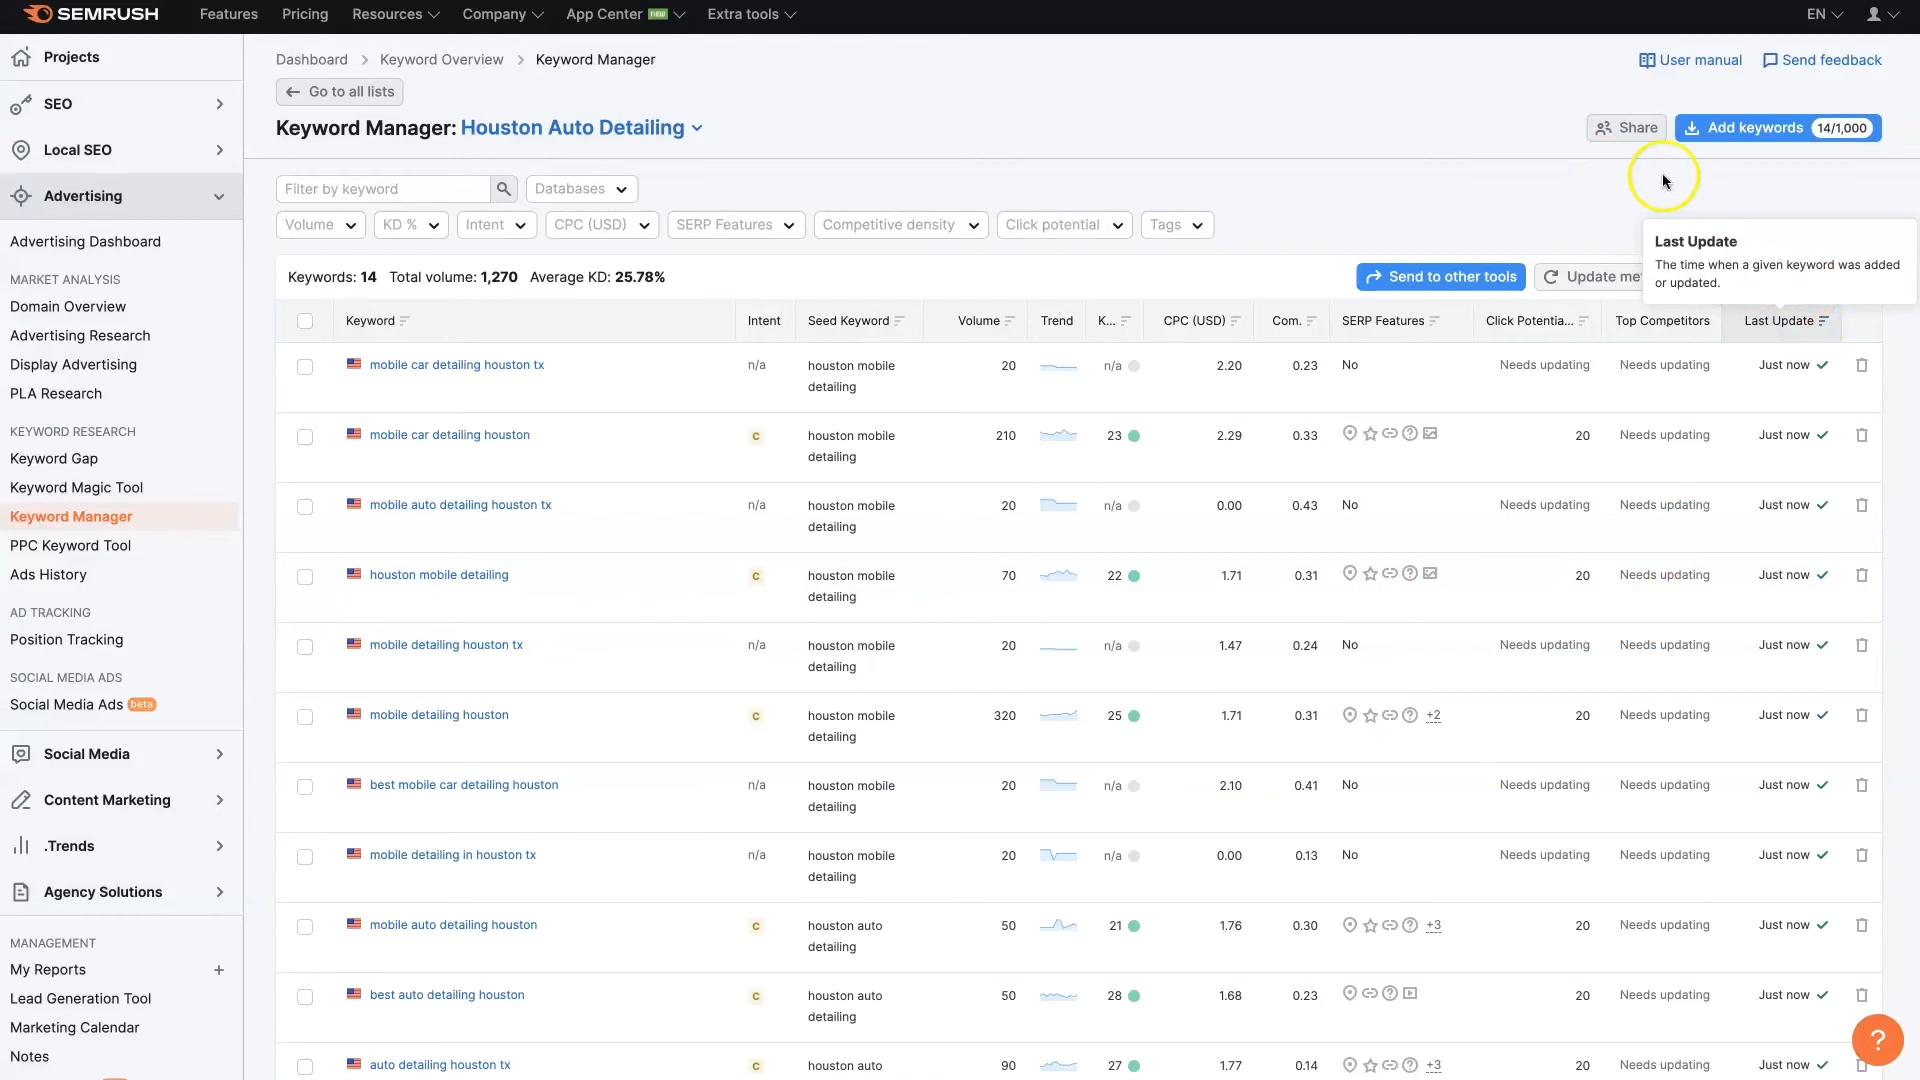 SEMRUSH
Features
Pricing
Resources
Company
App Center NEW
Extra tools
EN
Projects
SEO
Local SEO
Advertising
Advertising Dashboard
MARKET ANALYSIS
Domain Overview
Advertising Research
Display Advertising
PLA Research
KEYWORD RESEARCH
Keyword Gap
Keyword Magic Tool
Keyword Manager
PPC Keyword Tool
Ads History
AD TRACKING
Position Tracking
SOCIAL MEDIA ADS
Social Media Ads beta
Social Media
Content Marketing
.Trends
Agency Solutions
MANAGEMENT
My Reports +
Lead Generation Tool
Marketing Calendar
Notes
Dashboard > Keyword Overview > Keyword Manager
User manual
Send feedback
Go to all lists
Keyword Manager: Houston Auto Detailing
Share
Add keywords 14/1,000
Filter by keyword
Databases
Volume
KD %
Intent
CPC (USD)
SERP Features
Competitive density
Click potential
Tags
Last Update
The time when a given keyword was added
or updated.
Keywords: 14 Total volume: 1,270 Average KD: 25.78%
Send to other tools
Update me
Keyword Intent Seed Keyword Volume Trend K... CPC (USD) Com. SERP Features Click Potentia... Top Competitors Last Update
mobile car detailing houston tx n/a houston mobile 20 n/a 2.20 0.23 No Needs updating Needs updating Just now
detailing
mobile car detailing houston C houston mobile 210 23 2.29 0.33 20 Needs updating Just now
detailing
mobile auto detailing houston tx n/a houston mobile 20 n/a 0.00 0.43 No Needs updating Needs updating Just now
detailing
houston mobile detailing C houston mobile 70 22 1.71 0.31 20 Needs updating Just now
detailing
mobile detailing houston tx n/a houston mobile 20 n/a 1.47 0.24 No Needs updating Needs updating Just now
detailing
mobile detailing houston C houston mobile 320 25 1.71 0.31 +2 20 Needs updating Just now
detailing
best mobile car detailing houston n/a houston mobile 20 n/a 2.10 0.41 No Needs updating Needs updating Just now
detailing
mobile detailing in houston tx n/a houston mobile 20 n/a 0.00 0.13 No Needs updating Needs updating Just now
detailing
mobile auto detailing houston C houston auto 50 21 1.76 0.30 +3 20 Needs updating Just now
detailing
best auto detailing houston C houston auto 50 28 1.68 0.23 20 Needs updating Just now
detailing
auto detailing houston tx C houston auto 90 27 1.77 0.14 +3 20 Needs updating Just now
?